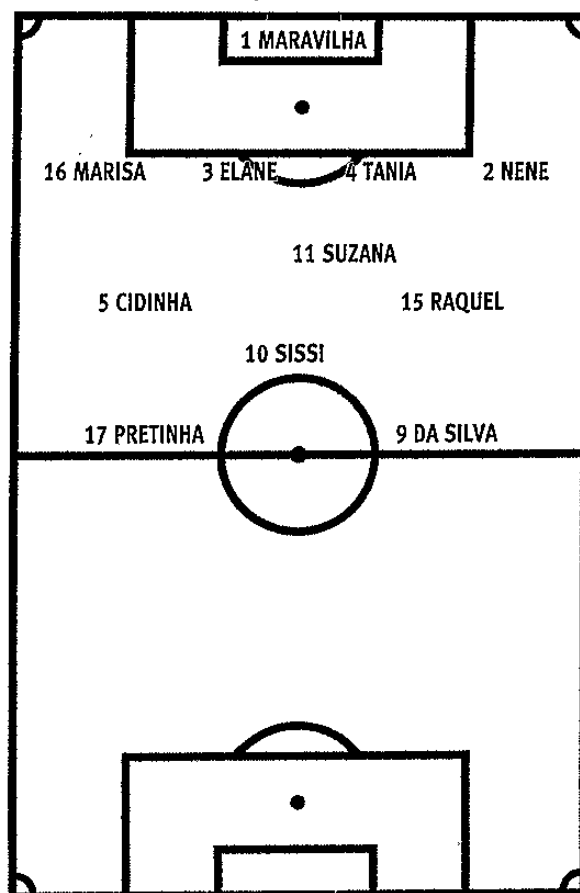 1 MARAVILHA
16 MARISA 3 ELANE 4 TANIA 2 NENE
11 SUZANA
5 CIDINHA 15 RAQUEL
10 SISSI
17 PRETINHA 9 DA SILVA